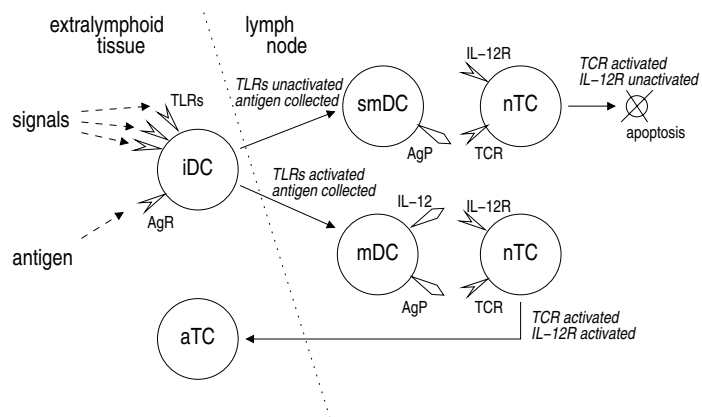 extralymphoid
tissue
lymph
node
signals
TLRs
iDC
AgR
antigen
TLRs unactivated
antigen collected
smDC
AgP
IL−12R
nTC
TCR
TCR activated
IL−12R unactivated
apoptosis
TLRs activated
antigen collected
IL−12
mDC
AgP
IL−12R
nTC
TCR
TCR activated
IL−12R activated
aTC